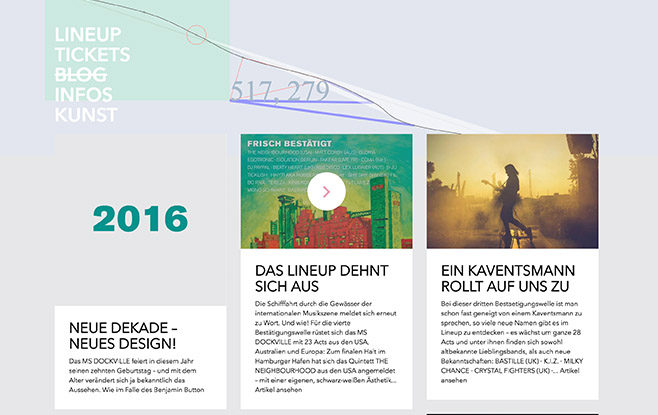 LINEUP
TICKETS
BLOG
INFOS
KUNST
517, 279
2016
NEUE DEKADE –
NEUES DESIGN!
Das MS DOCKVILLE feiert in diesem Jahr
seinen zehnten Geburtstag – und mit dem
Alter verändert sich ja bekanntlich das
Aussehen. Wie im Falle des Benjamin Button
FRISCH BESTÄTIGT
THE NEIGHBOURHOOD (USA)
DAS LINEUP DEHNT
SICH AUS
Die Schifffahrt durch die Gewässer der
internationalen Musikszene meldet sich erneut
zu Wort. Und wie! Für die vierte
Bestätigungswelle rüstet sich das MS
DOCKVILLE mit 23 Acts aus den USA,
Australien und Europa: Zum finalen Halt im
Hamburger Hafen hat sich das Quintett THE
NEIGHBOURHOOD aus den USA angemeldet
– mit einer eigenen, schwarz-weißen Ästhetik...
Artikel ansehen
EIN KAVENTSMANN
ROLLT AUF UNS ZU
Bei dieser dritten Bestaetigungswelle ist man
schon fast geneigt von einem Kaventsmann zu
sprechen, so viele neue Namen gibt es im
Lineup zu entdecken – es wächst um ganze 28
Acts und unter ihnen finden sich sowohl
altbekannte Lieblingsbands, als auch neue
Bekanntschaften: BASTILLE (UK) · K.I.Z. · MILKY
CHANCE · CRYSTAL FIGHTERS (UK) ·... Artikel
ansehen